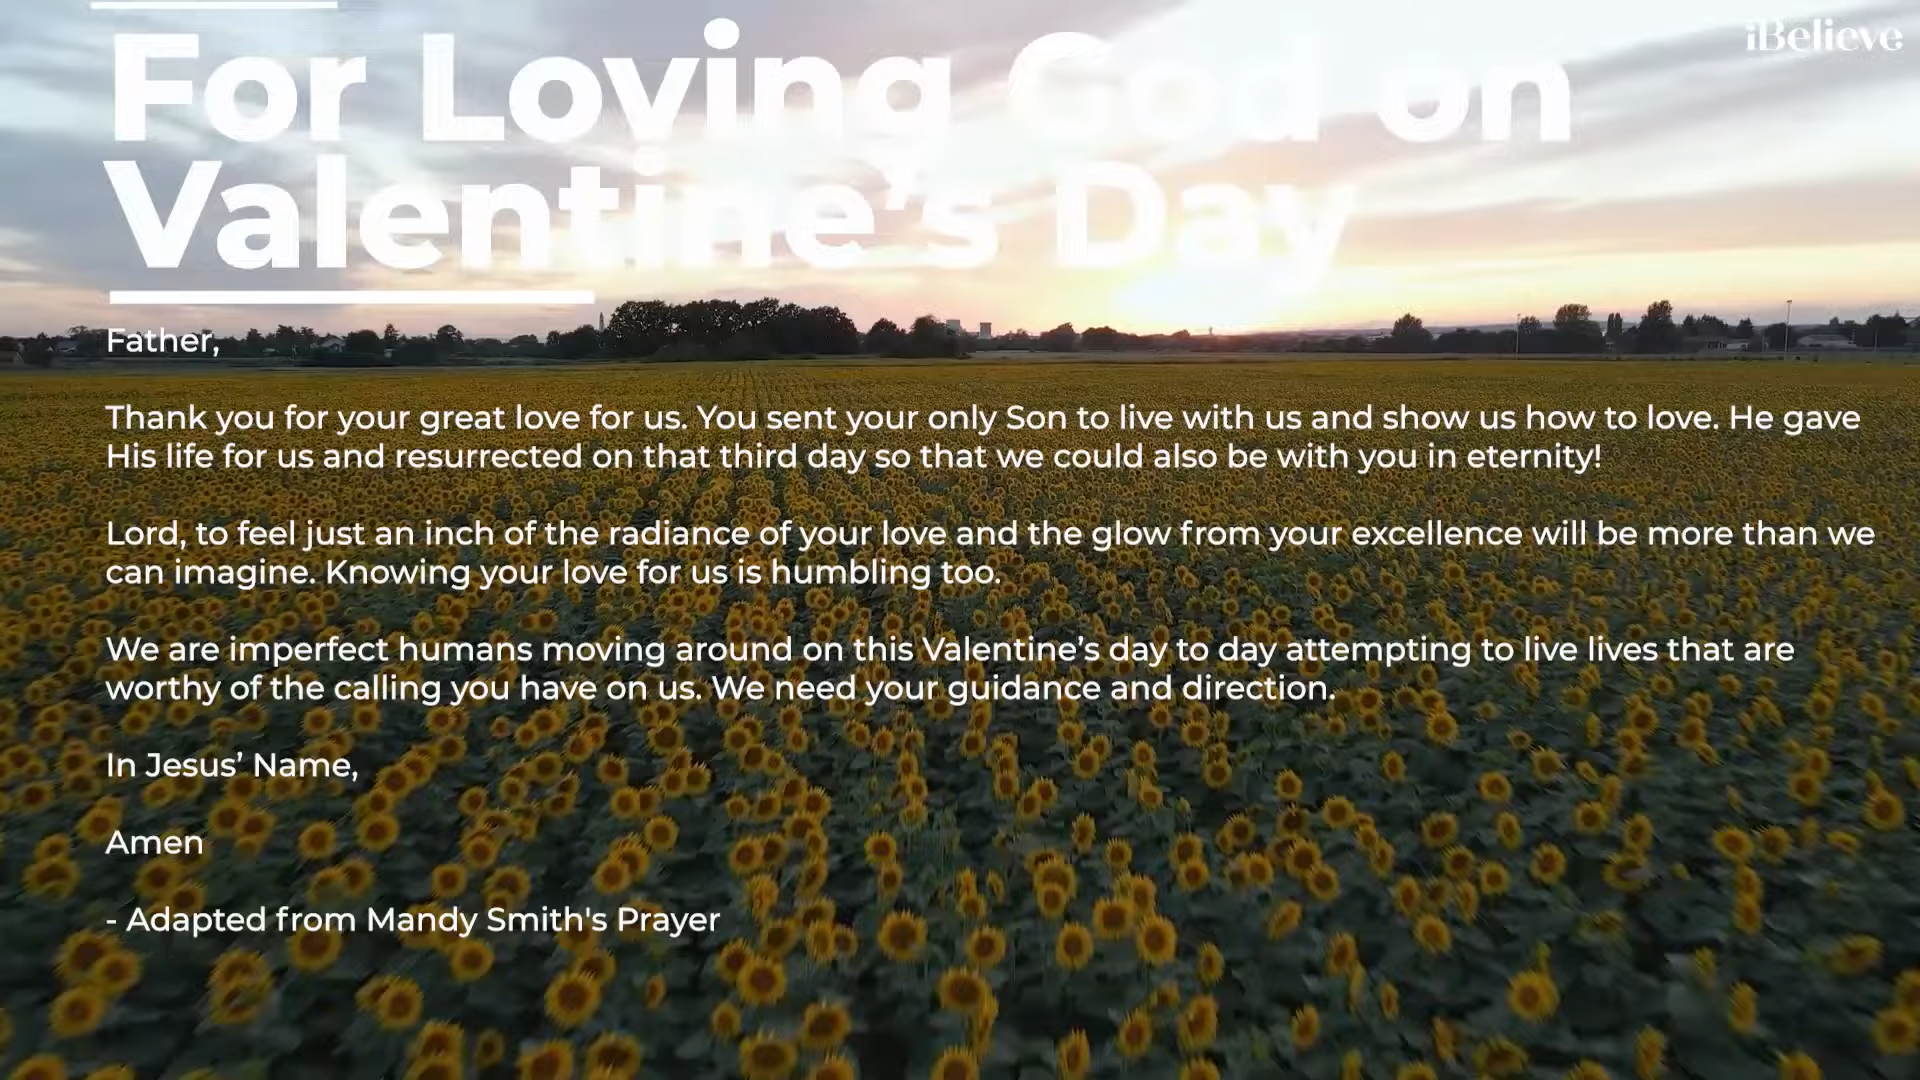 iBelieve
For Loving God on
Valentine's Day
Father,
Thank you for your great love for us. You sent your only Son to live with us and show us how to love. He gave
His life for us and resurrected on that third day so that we could also be with you in eternity!
Lord, to feel just an inch of the radiance of your love and the glow from your excellence will be more than we
can imagine. Knowing your love for us is humbling too.
We are imperfect humans moving around on this Valentine’s day to day attempting to live lives that are
worthy of the calling you have on us. We need your guidance and direction.
In Jesus’ Name,
Amen
- Adapted from Mandy Smith's Prayer